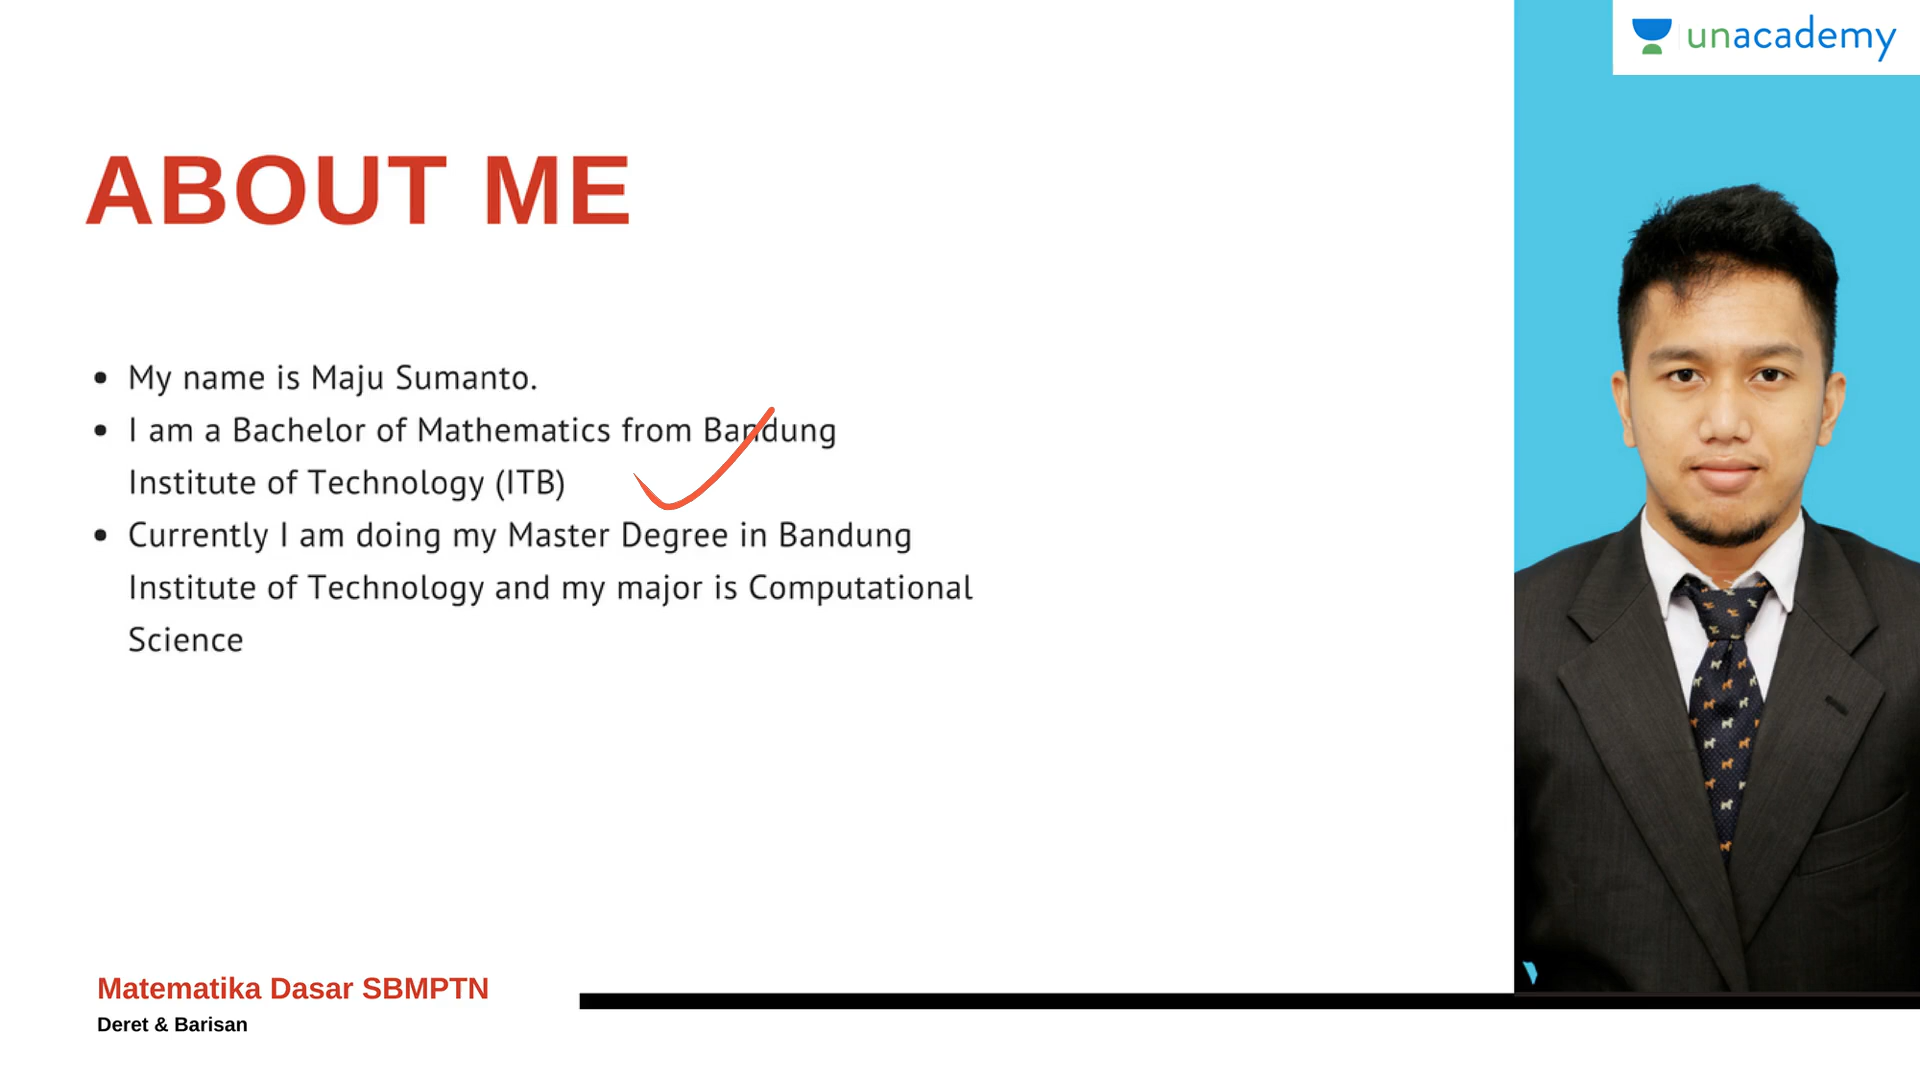 unacademy
ABOUT ME
• My name is Maju Sumanto.
• I am a Bachelor of Mathematics from Bandung
Institute of Technology (ITB)
• Currently I am doing my Master Degree in Bandung
Institute of Technology and my major is Computational
Science
Matematika Dasar SBMPTN
Deret & Barisan